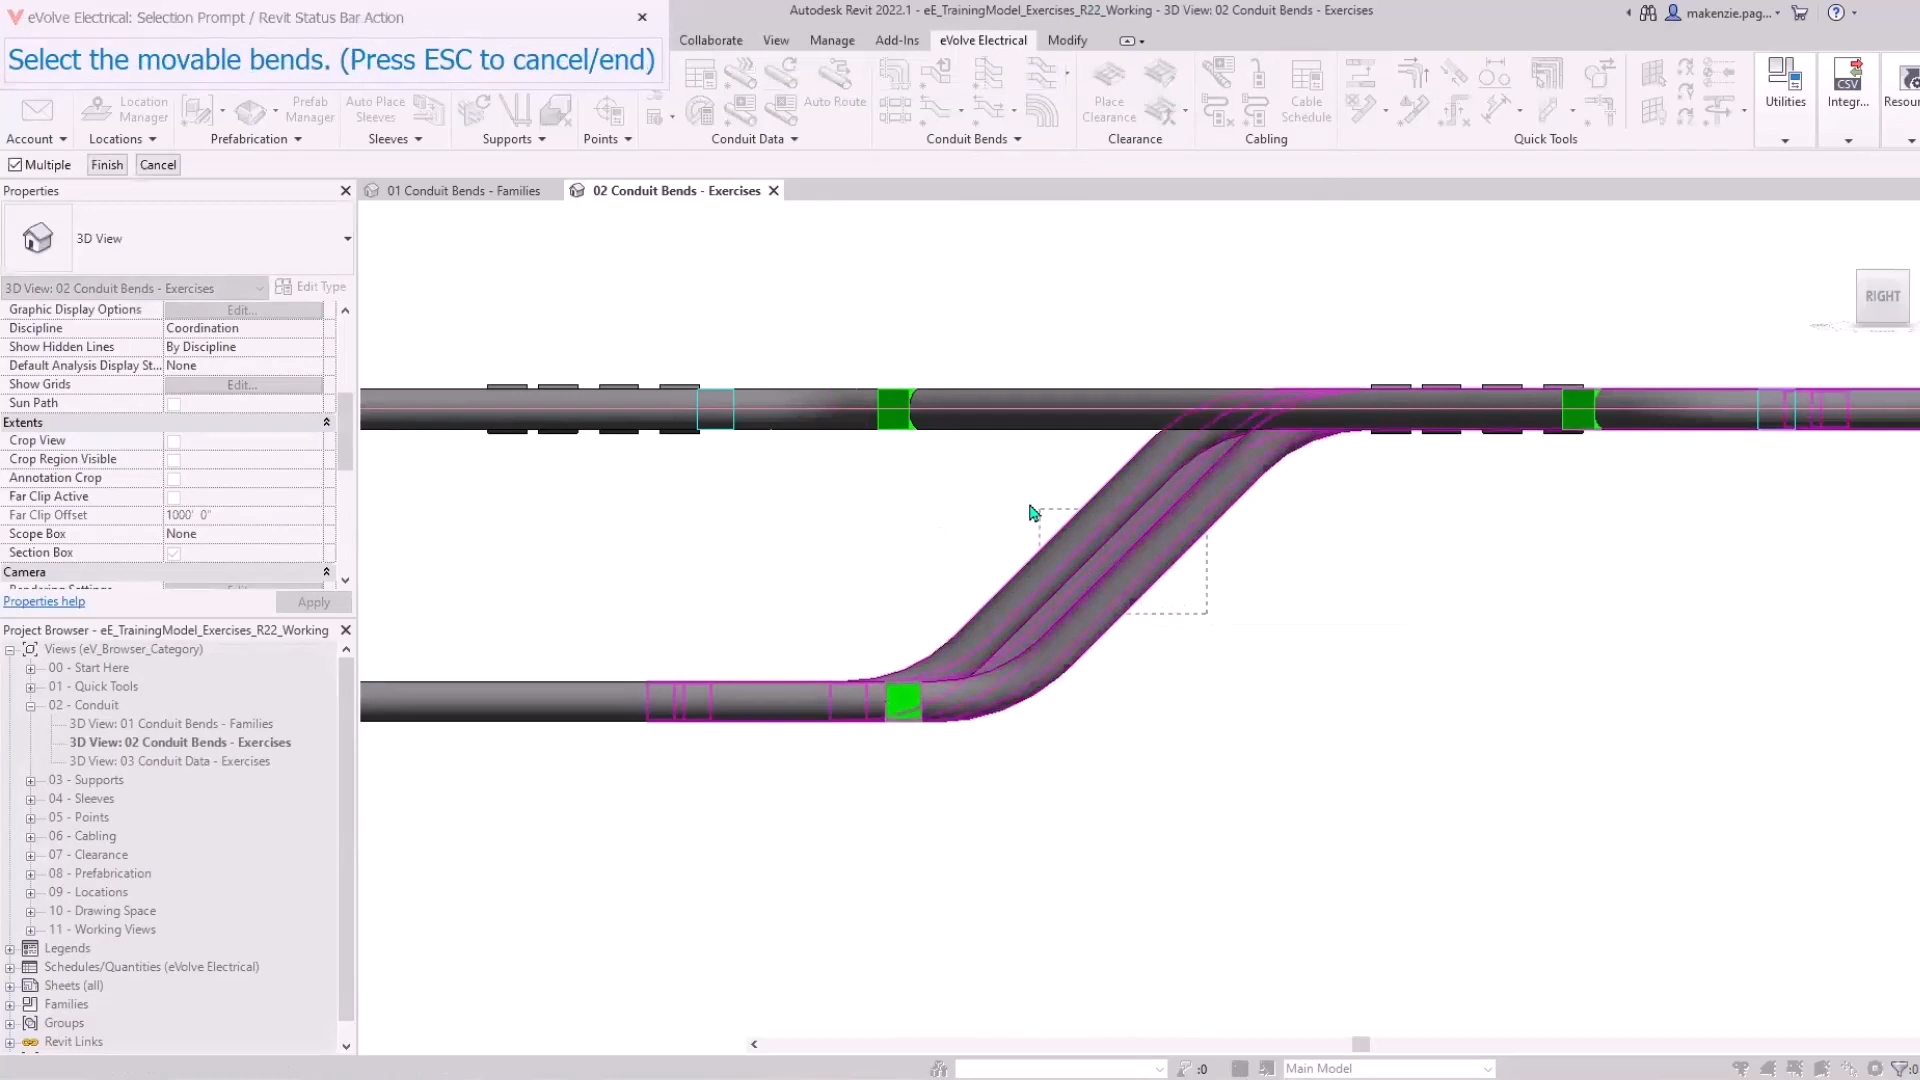 eVolve Electrical: Selection Prompt / Revit Status Bar Action
Autodesk Revit 2022.1 - eE_TrainingModel_Exercises_R22_Working - 3D View: 02 Conduit Bends - Exercises
makenzie.pag...
Select the movable bends. (Press ESC to cancel/end)
Collaborate View Manage Add-Ins eVolve Electrical Modify
Location Manager
Prefab Manager
Auto Place Sleeves
Auto Route
Place Clearance
Cable Schedule
Utilities
Integr...
Resou
CSV
Account Locations Prefabrication Sleeves Supports Points Conduit Data Conduit Bends Clearance Cabling Quick Tools
Multiple Finish Cancel
Properties
01 Conduit Bends - Families
02 Conduit Bends - Exercises
3D View
3D View: 02 Conduit Bends - Exercises
Edit Type
Graphic Display Options Edit...
Discipline Coordination
Show Hidden Lines By Discipline
Default Analysis Display St... None
Show Grids Edit...
Sun Path
Extents
Crop View
Crop Region Visible
Annotation Crop
Far Clip Active
Far Clip Offset 1000' 0"
Scope Box None
Section Box
Camera
Properties help
Apply
RIGHT
Project Browser - eE_TrainingModel_Exercises_R22_Working
Views (eV_Browser_Category)
00 - Start Here
01 - Quick Tools
02 - Conduit
3D View: 01 Conduit Bends - Families
3D View: 02 Conduit Bends - Exercises
3D View: 03 Conduit Data - Exercises
03 - Supports
04 - Sleeves
05 - Points
06 - Cabling
07 - Clearance
08 - Prefabrication
09 - Locations
10 - Drawing Space
11 - Working Views
Legends
Schedules/Quantities (eVolve Electrical)
Sheets (all)
Families
Groups
Revit Links
:0
Main Model
:0